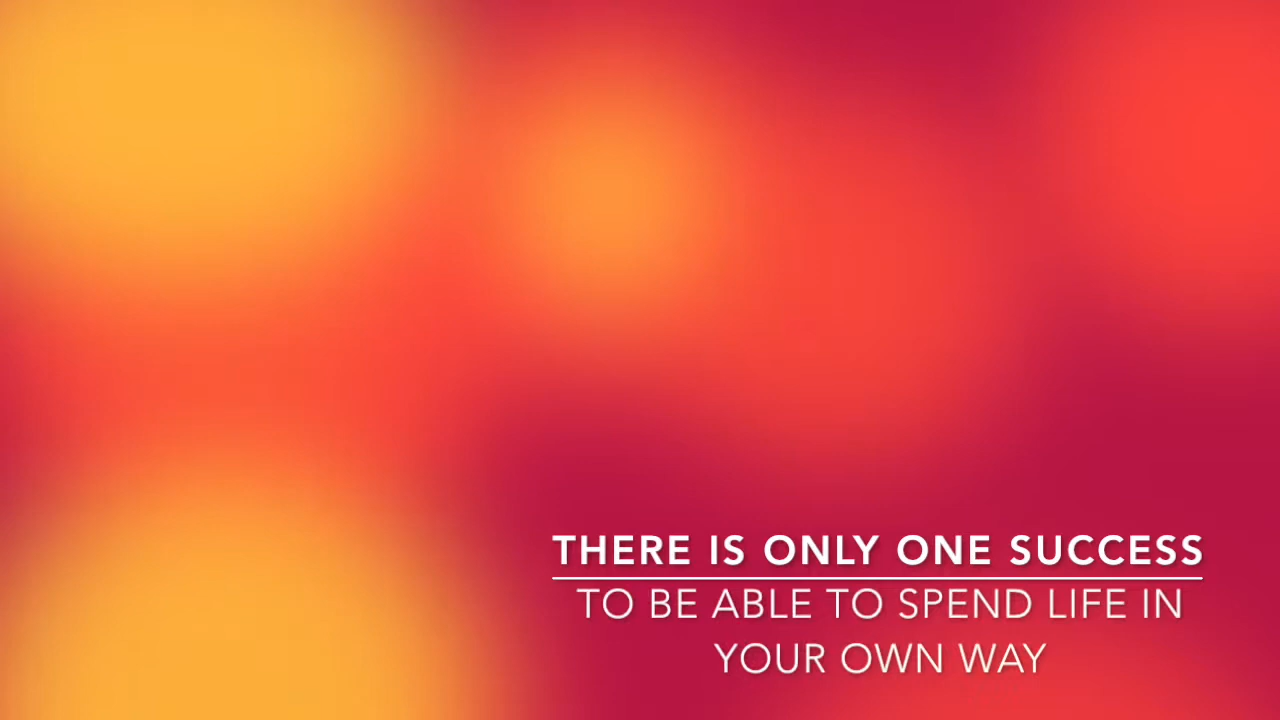 THERE IS ONLY ONE SUCCESS
TO BE ABLE TO SPEND LIFE IN
YOUR OWN WAY